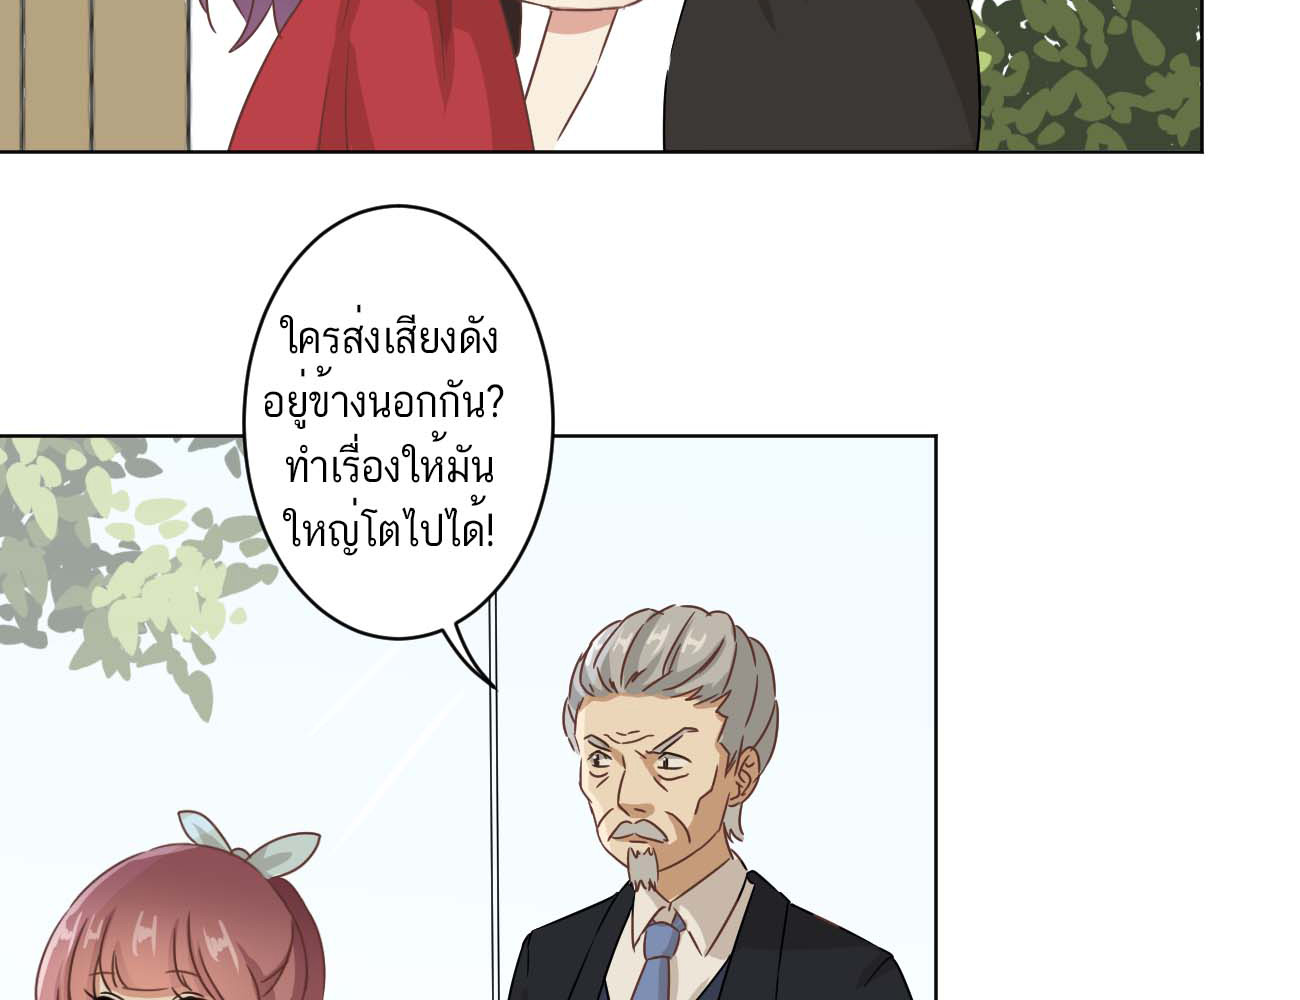 ใครส่งเสียงดัง
อยู่ข้างนอกกัน?
ทำเรื่องให้มัน
ใหญ่โตไปได้!